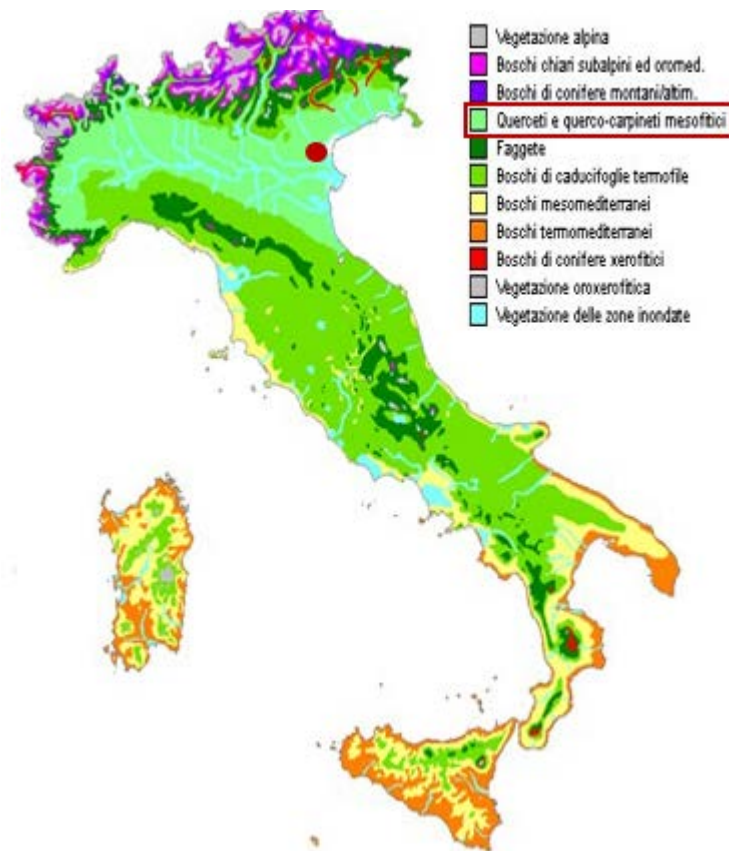 Vegetazione alpina
Boschi chiari subalpini ed oromed.
Boschi di conifere montani/altim.
Querceti e querco-carpineti mesofitici
Faggete
Boschi di caducifoglie termofile
Boschi mesomediterranei
Boschi termomediterranei
Boschi di conifere xerofitici
Vegetazione oroxerofitica
Vegetazione delle zone inondate